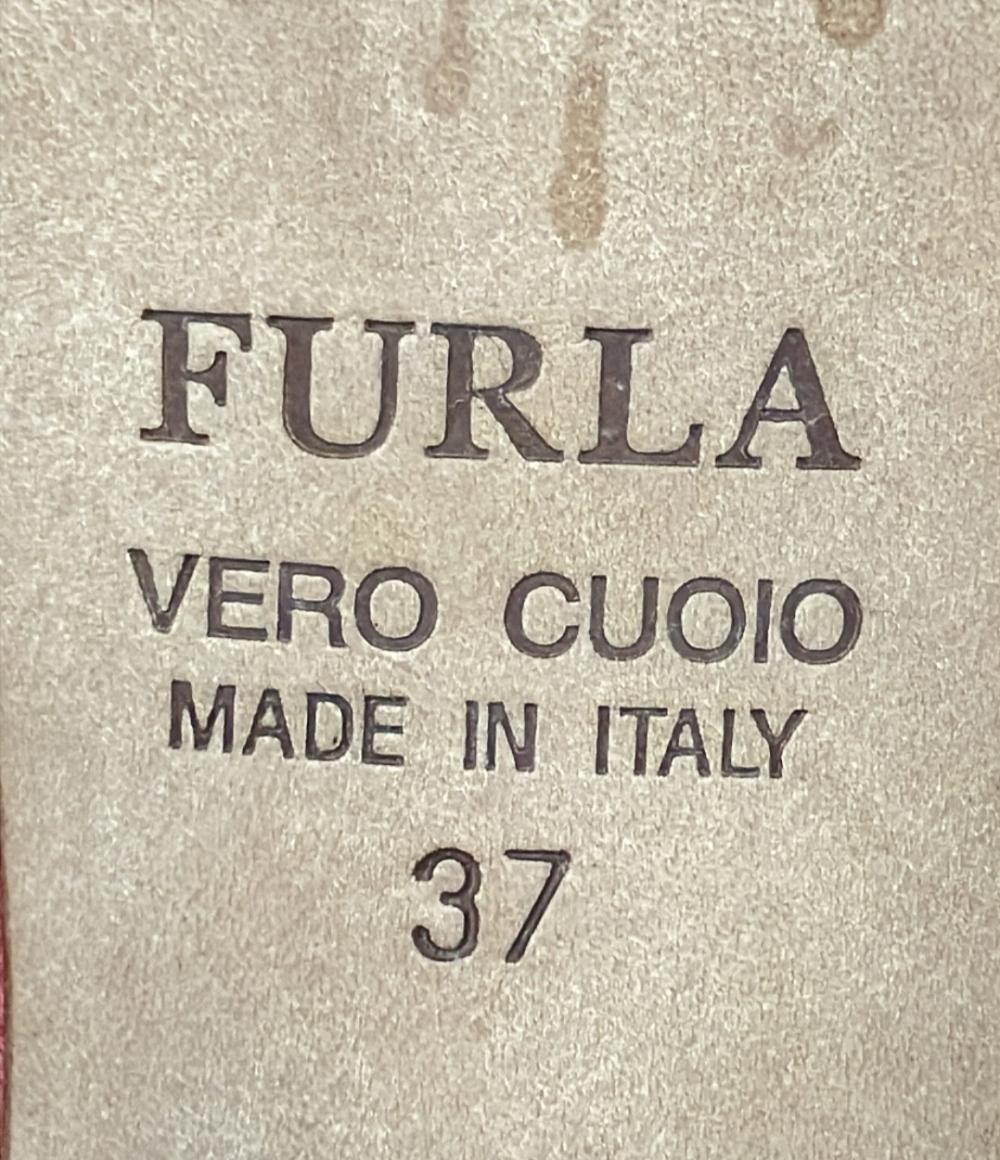 FURLA
VERO CUOIO
MADE IN ITALY
37